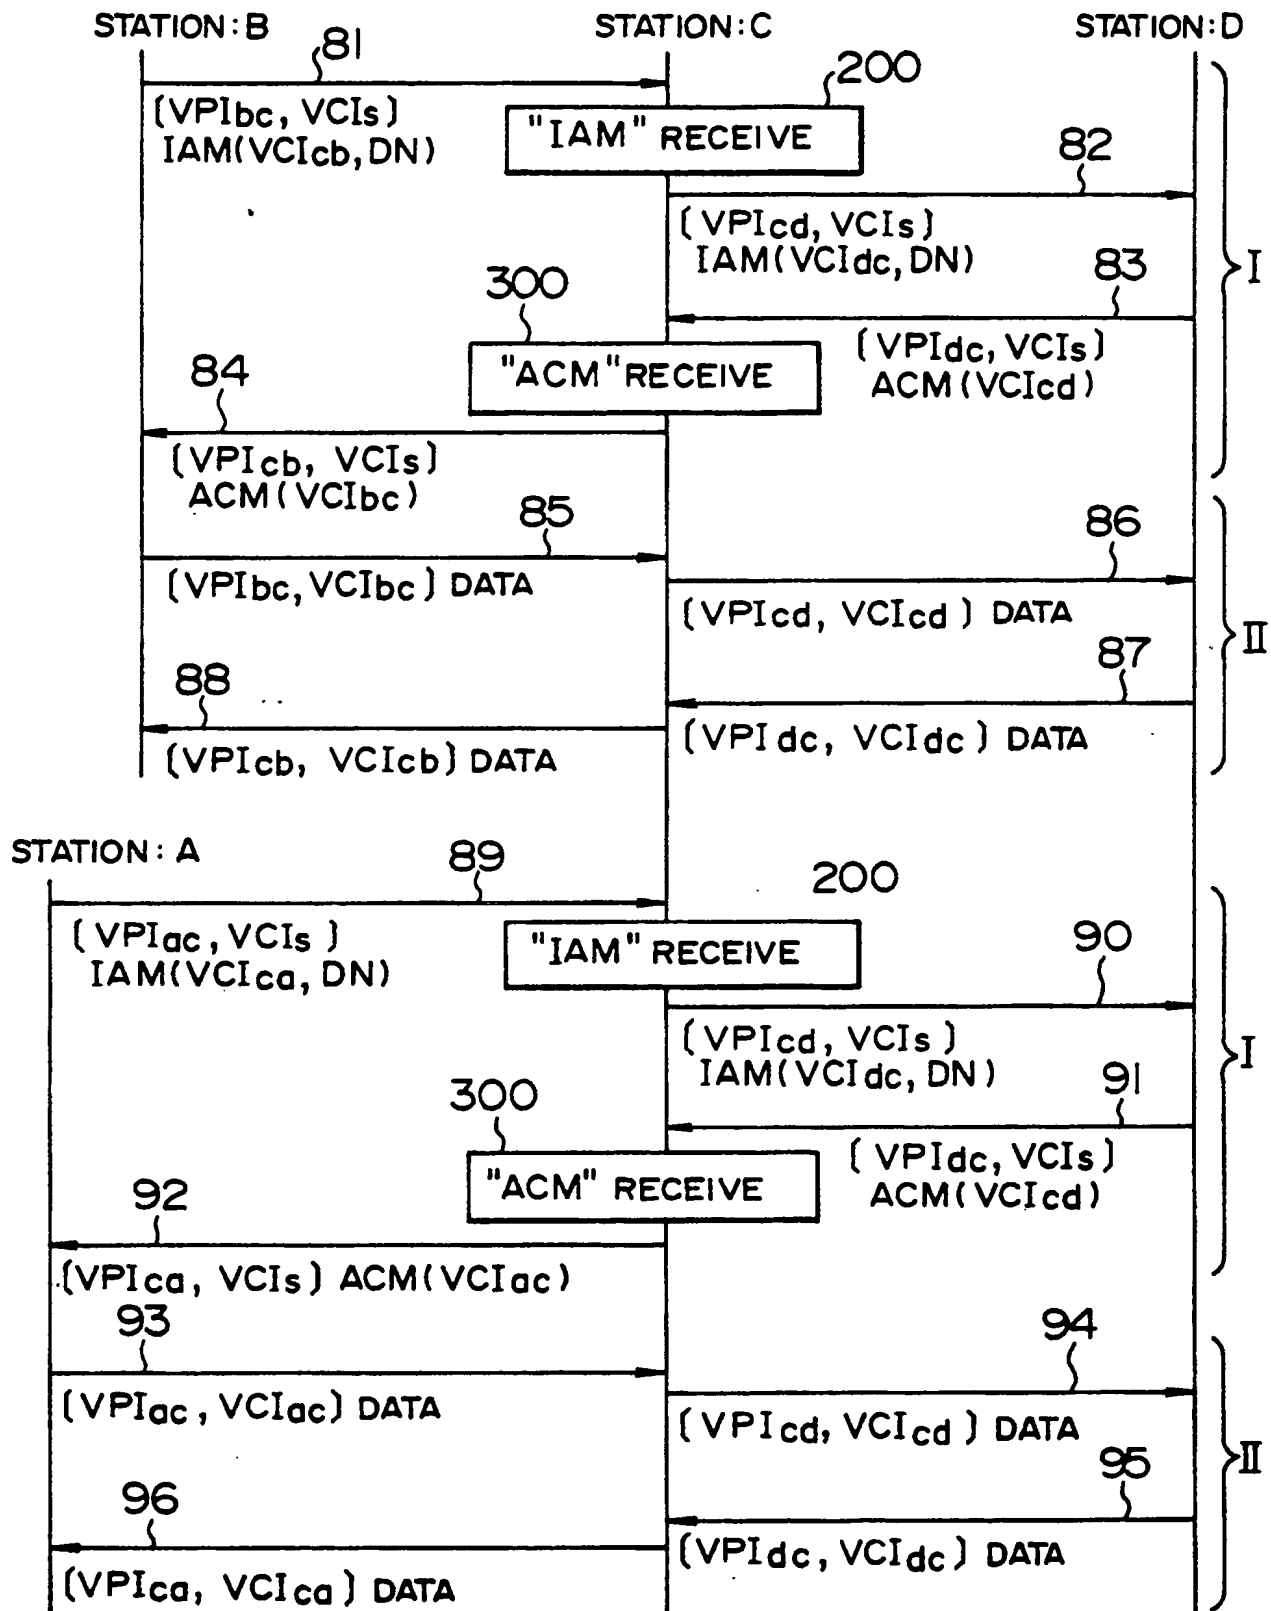 STATION:B STATION:C STATION:D
81
200
(VPIbc, VCIs)
IAM(VCIcb, DN)
"IAM" RECEIVE
82
(VPIcd, VCIs)
IAM(VCIdc, DN)
83
I
300
"ACM" RECEIVE
(VPIdc, VCIs)
ACM(VCIcd)
84
(VPIcb, VCIs)
ACM(VCIbc)
85
86
(VPIbc, VCIbc) DATA
(VPIcd, VCIcd) DATA
II
88
87
(VPIcb, VCIcb) DATA
(VPIdc, VCIdc) DATA
STATION: A
89
200
(VPIac, VCIs)
IAM(VCIca, DN)
"IAM" RECEIVE
90
(VPIcd, VCIs)
IAM(VCIdc, DN)
91
I
300
"ACM" RECEIVE
(VPIdc, VCIs)
ACM(VCIcd)
92
(VPIca, VCIs) ACM(VCIac)
93
94
(VPIac, VCIac) DATA
(VPIcd, VCIcd) DATA
II
96
95
(VPIca, VCIca) DATA
(VPIdc, VCIdc) DATA